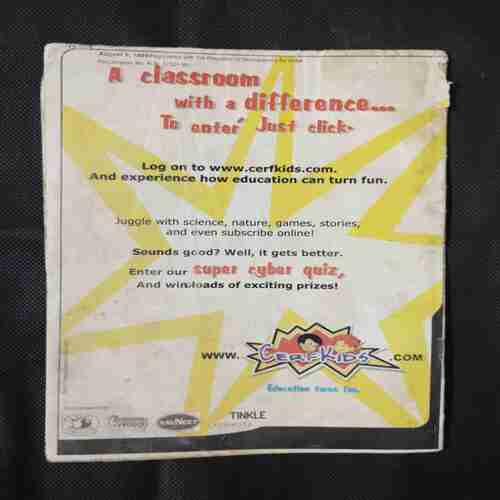 A classroom
with a difference...
To enter Just click.
Log on to www.cerfkids.com.
And experience how education can turn fun.
Juggle with science, nature, games, stories,
and even subscribe online!
Sounds good? Well, it gets better.
Enter our super cyber quiz,
And win loads of exciting prizes!
www. CERFKIDS .COM
Education turns fun.
TINKLE